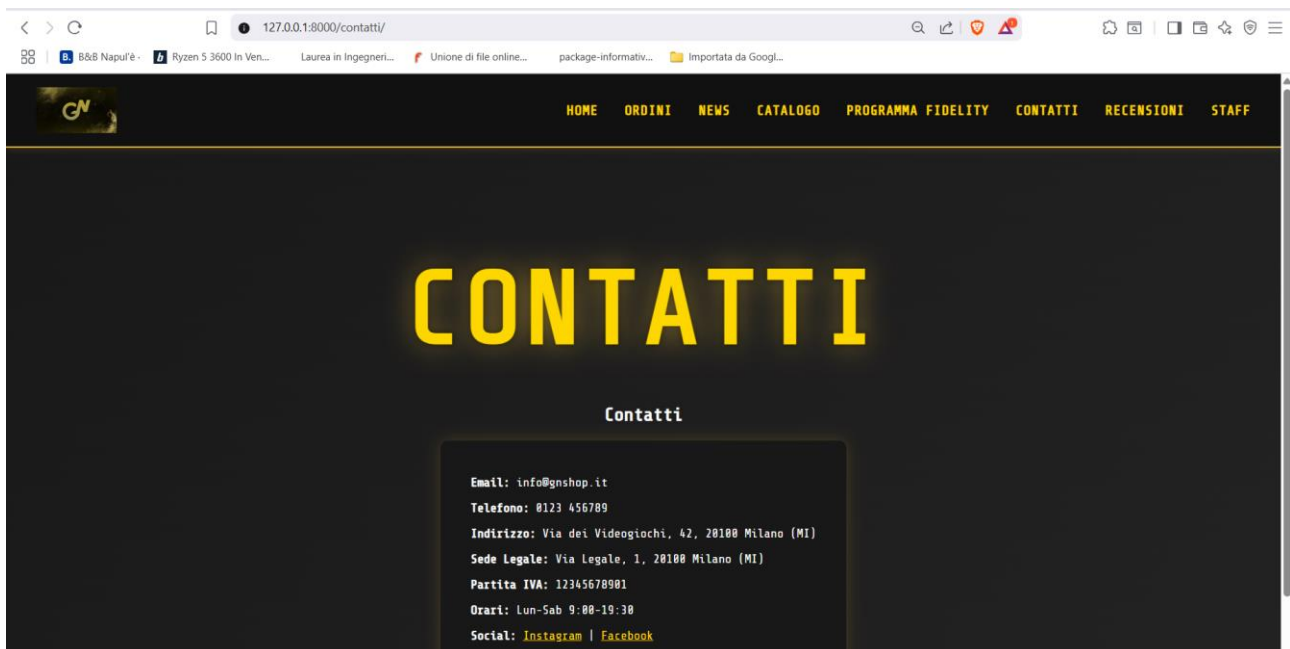 127.0.0.1:8000/contatti/
B. B&B Napul'è - b Ryzen 5 3600 In Ven... Laurea in Ingegneri... Unione di file online... package-informativ... Importata da Googl...
GN HOME ORDINI NEWS CATALOGO PROGRAMMA FIDELITY CONTATTI RECENSIONI STAFF
CONTATTI
Contatti
Email: info@gnshop.it
Telefono: 0123 456789
Indirizzo: Via dei Videogiochi, 42, 20100 Milano (MI)
Sede Legale: Via Legale, 1, 20100 Milano (MI)
Partita IVA: 12345678901
Orari: Lun-Sab 9:00-19:30
Social: Instagram | Facebook